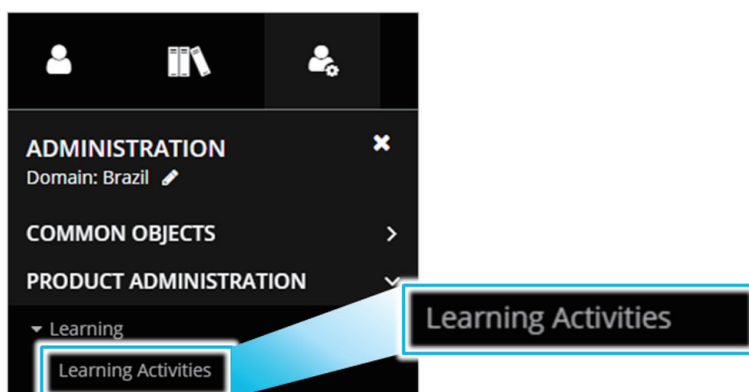 ADMINISTRATION
Domain: Brazil
COMMON OBJECTS
PRODUCT ADMINISTRATION
Learning
Learning Activities
Learning Activities